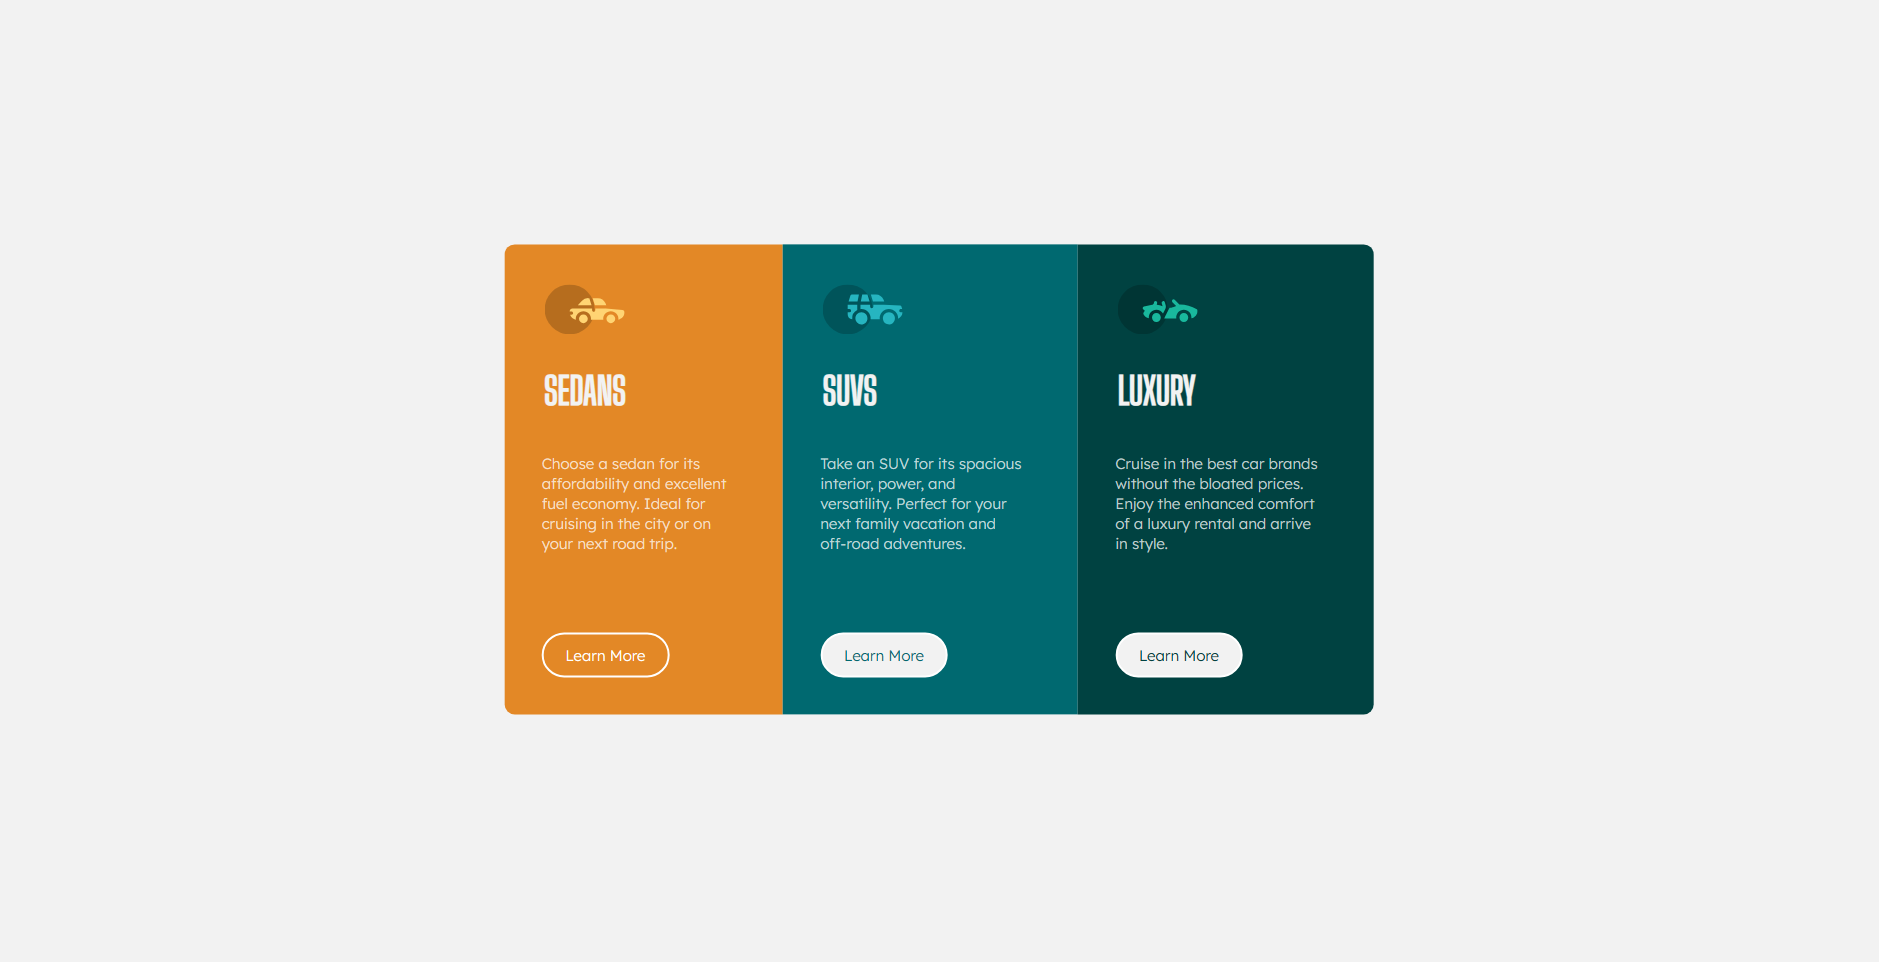 SEDANS
Choose a sedan for its
affordability and excellent
fuel economy. Ideal for
cruising in the city or on
your next road trip.
Learn More
SUVS
Take an SUV for its spacious
interior, power, and
versatility. Perfect for your
next family vacation and
off-road adventures.
Learn More
LUXURY
Cruise in the best car brands
without the bloated prices.
Enjoy the enhanced comfort
of a luxury rental and arrive
in style.
Learn More